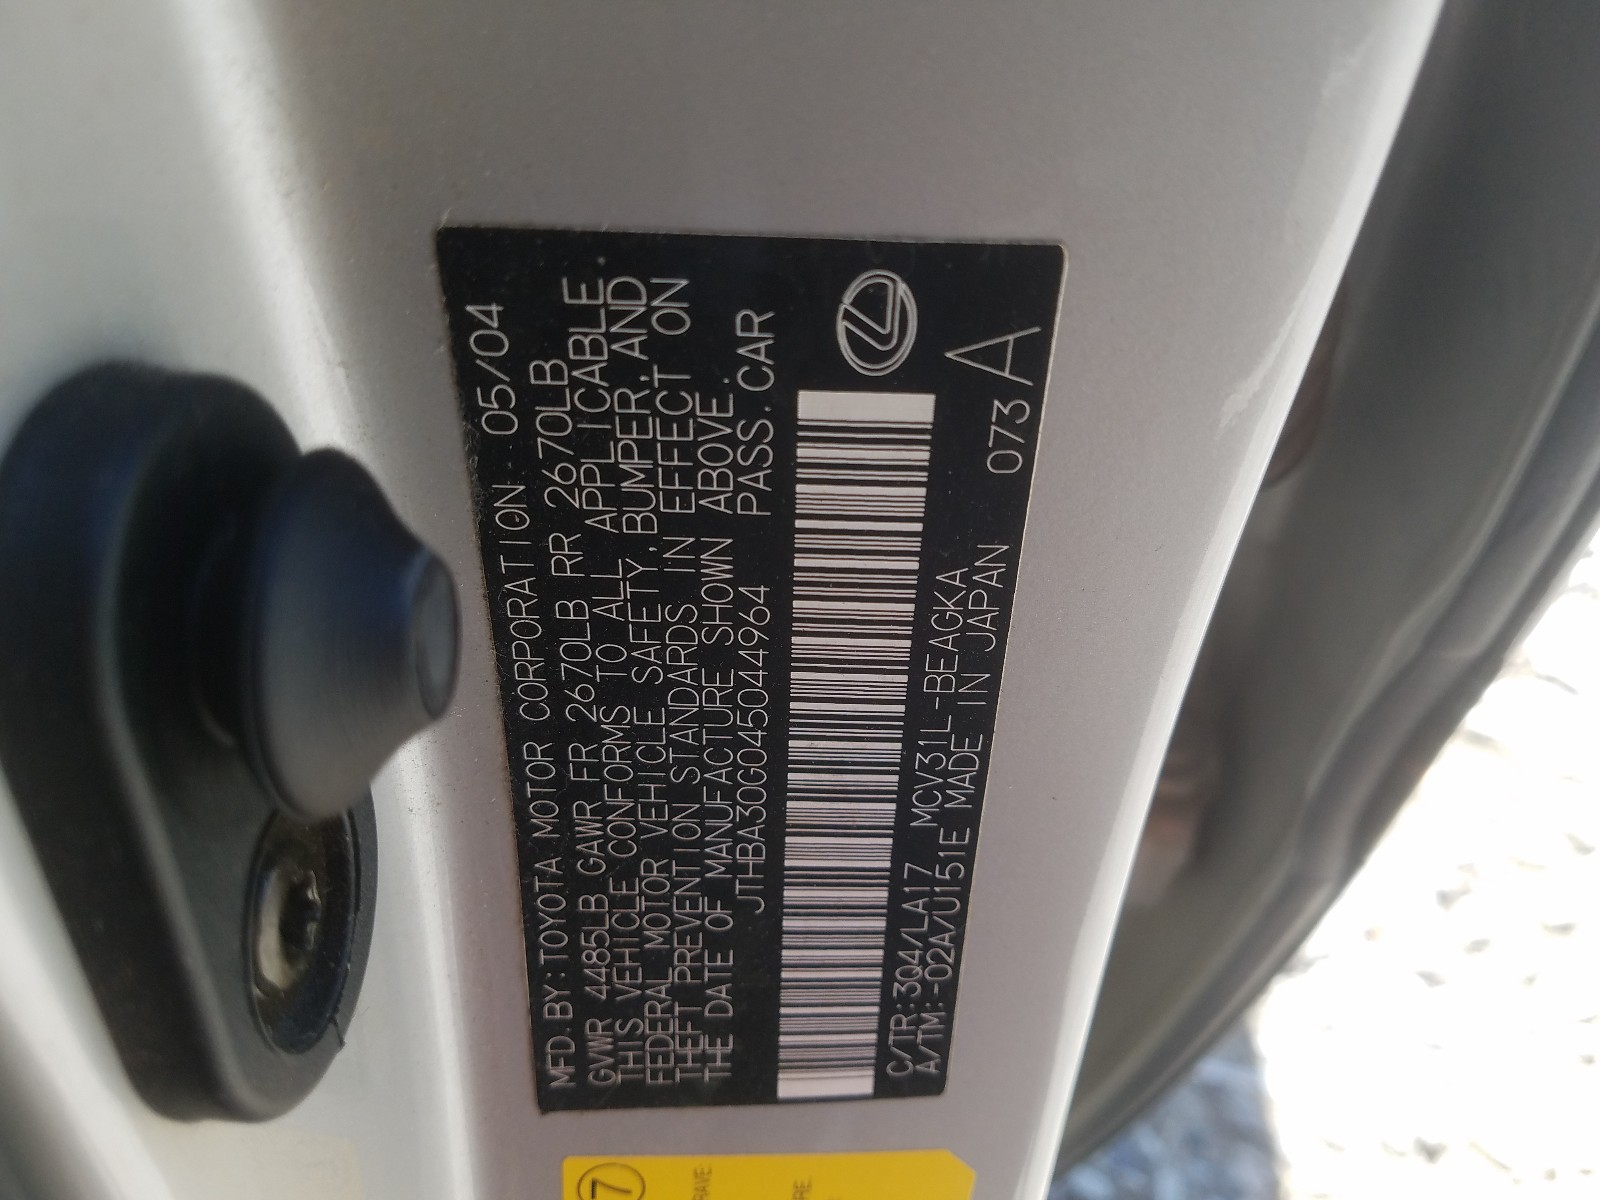 MFD.BY:TOYOTA MOTOR CORPORATION 05/04
GVWR 4485LB GAWR FR 2670LB RR 2670LB
THIS VEHICLE CONFORMS TO ALL APPLICABLE
FEDERAL MOTOR VEHICLE SAFETY,BUMPER,AND
THEFT PREVENTION STANDARDS IN EFFECT ON
THE DATE OF MANUFACTURE SHOWN ABOVE.
JTHBA30G045044964 PASS.CAR
C/TR:3Q4/LA17 MCV31L-BEAGKA 073 A
A/TM:-02A/U151E MADE IN JAPAN
7